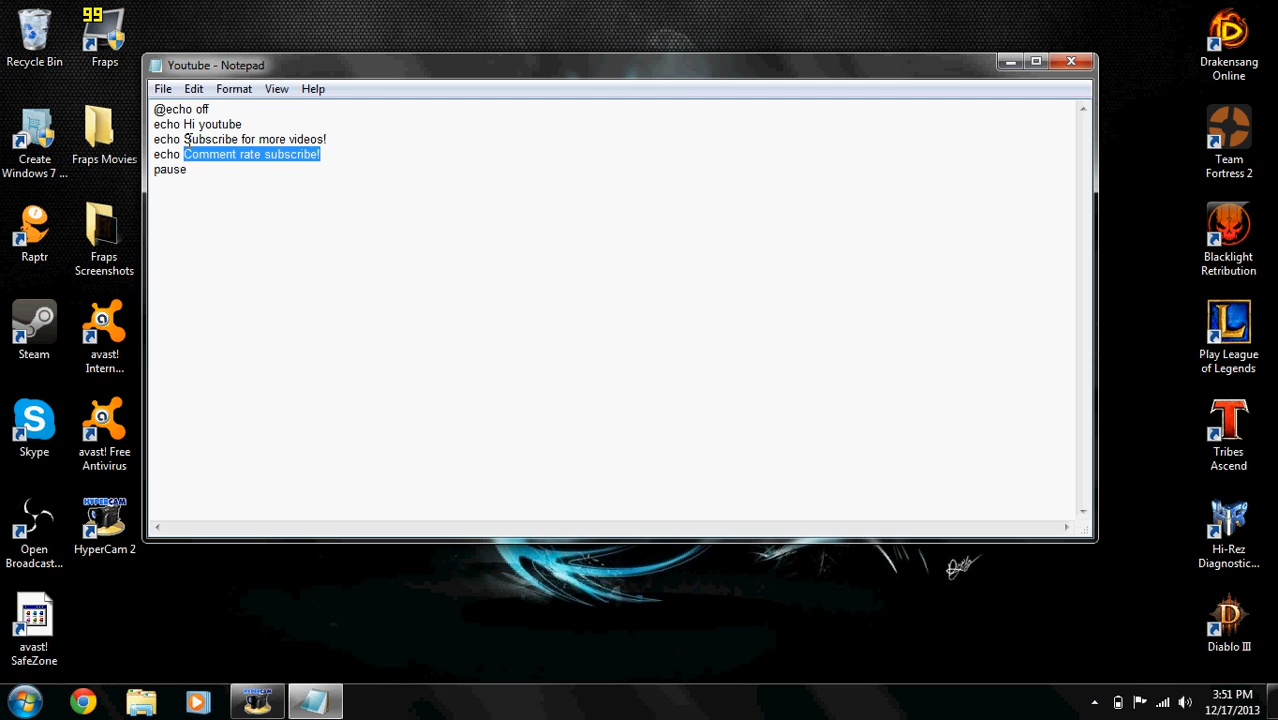 99
Recycle Bin
Fraps
Create
Windows 7 ...
Fraps Movies
Raptr
Fraps
Screenshots
Steam
avast!
Intern...
Skype
avast! Free
Antivirus
Open
Broadcast...
HYPERCAM
HyperCam 2
avast!
SafeZone
Youtube - Notepad
File Edit Format View Help
@echo off
echo Hi youtube
echo Subscribe for more videos!
echo Comment rate subscribe!
pause
Drakensang
Online
Team
Fortress 2
Blacklight
Retribution
Play League
of Legends
Tribes
Ascend
Hi-Rez
Diagnostic...
Diablo III
3:51 PM
12/17/2013